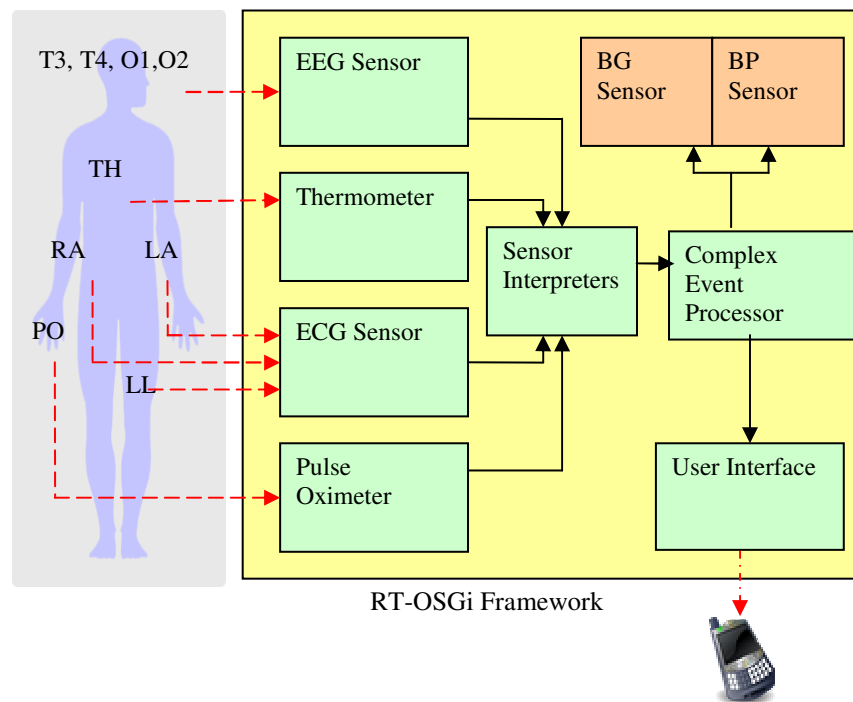 T3, T4, O1,O2
TH
RA
LA
PO
LL
EEG Sensor
Thermometer
ECG Sensor
Pulse
Oximeter
Sensor
Interpreters
BG
Sensor
BP
Sensor
Complex
Event
Processor
User Interface
RT-OSGi Framework